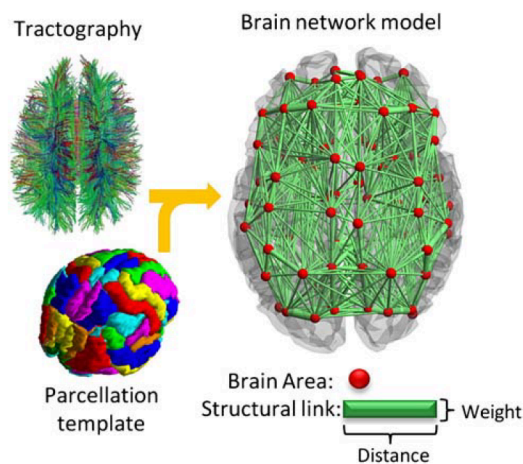 Tractography
Brain network model
Parcellation
template
Brain Area:
Structural link:
Weight
Distance